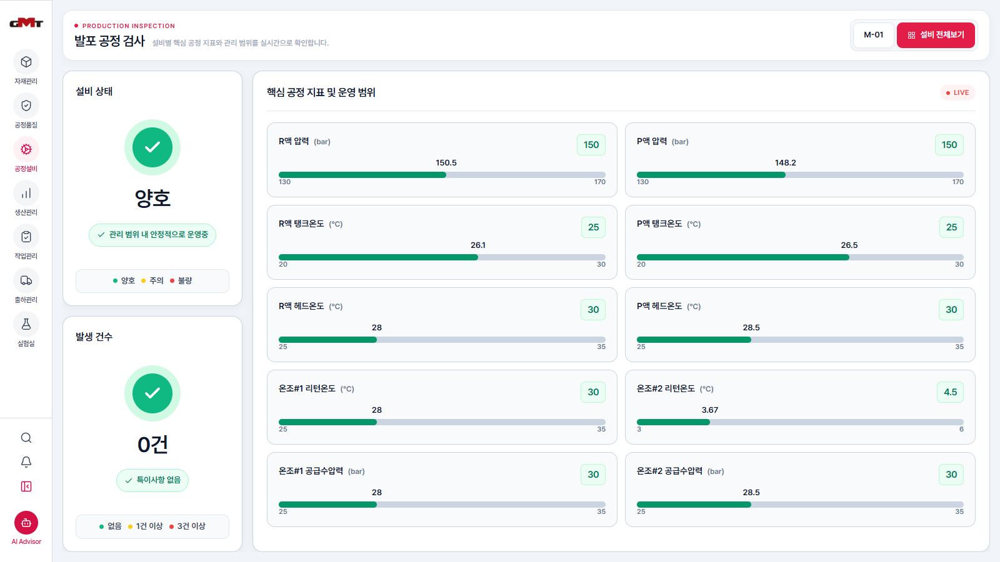 GMT
자재관리
공정품질
공정설비
생산관리
작업관리
출하관리
실험실
AI Advisor
PRODUCTION INSPECTION
발포 공정 검사 설비별 핵심 공정 지표와 관리 범위를 실시간으로 확인합니다.
M-01 설비 전체보기
설비 상태
양호
관리 범위 내 안정적으로 운영중
양호 주의 불량
발생 건수
0건
특이사항 없음
없음 1건 이상 3건 이상
핵심 공정 지표 및 운영 범위 LIVE
R액 압력 (bar) 150
150.5
130 170
P액 압력 (bar) 150
148.2
130 170
R액 탱크온도 (°C) 25
26.1
20 30
P액 탱크온도 (°C) 25
26.5
20 30
R액 헤드온도 (°C) 30
28
25 35
P액 헤드온도 (°C) 30
28.5
25 35
온조#1 리턴온도 (°C) 30
28
25 35
온조#2 리턴온도 (°C) 4.5
3.67
3 6
온조#1 공급수압력 (bar) 30
28
25 35
온조#2 공급수압력 (bar) 30
28.5
25 35